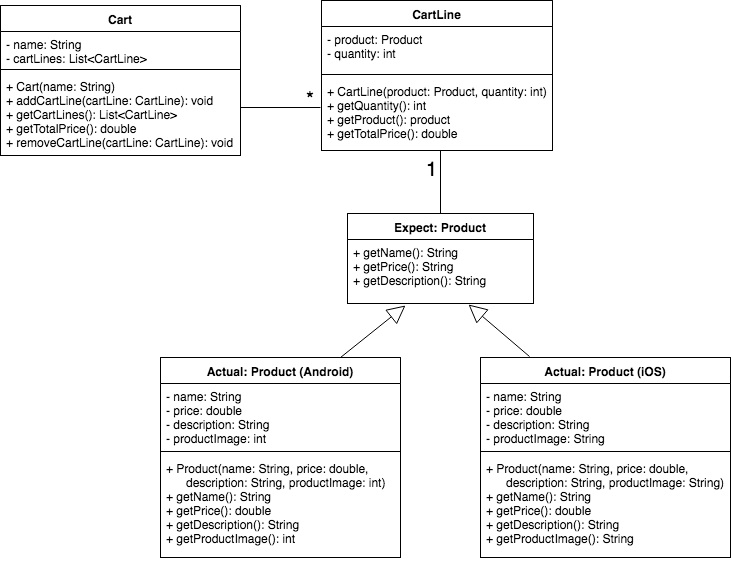 Cart
- name: String
- cartLines: List<CartLine>
+ Cart(name: String)
+ addCartLine(cartLine: CartLine): void
+ getCartLines(): List<CartLine>
+ getTotalPrice(): double
+ removeCartLine(cartLine: CartLine): void
*
CartLine
- product: Product
- quantity: int
+ CartLine(product: Product, quantity: int)
+ getQuantity(): int
+ getProduct(): product
+ getTotalPrice(): double
1
Expect: Product
+ getName(): String
+ getPrice(): String
+ getDescription(): String
Actual: Product (Android)
- name: String
- price: double
- description: String
- productImage: int
+ Product(name: String, price: double,
description: String, productImage: int)
+ getName(): String
+ getPrice(): double
+ getDescription(): String
+ getProductImage(): int
Actual: Product (iOS)
- name: String
- price: double
- description: String
- productImage: String
+ Product(name: String, price: double,
description: String, productImage: String)
+ getName(): String
+ getPrice(): double
+ getDescription(): String
+ getProductImage(): String